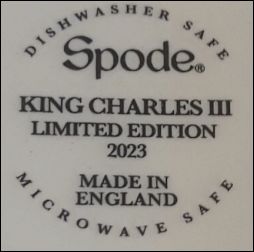 DISHWASHER SAFE
Spode®
KING CHARLES III
LIMITED EDITION
2023
MADE IN
ENGLAND
MICROWAVE SAFE